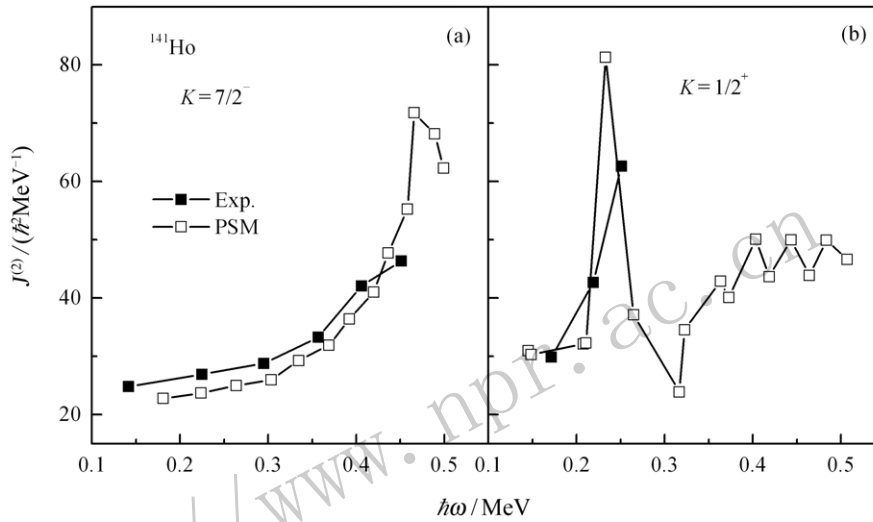 ¹⁴¹Ho
(a)
(b)
K = 7/2⁻
K = 1/2⁺
Exp.
PSM
80
60
40
20
J⁽²⁾/(ℏ²MeV⁻¹)
0.1 0.2 0.3 0.4 0.5
0.1 0.2 0.3 0.4 0.5
ℏω/MeV
//www.npr.ac.cn